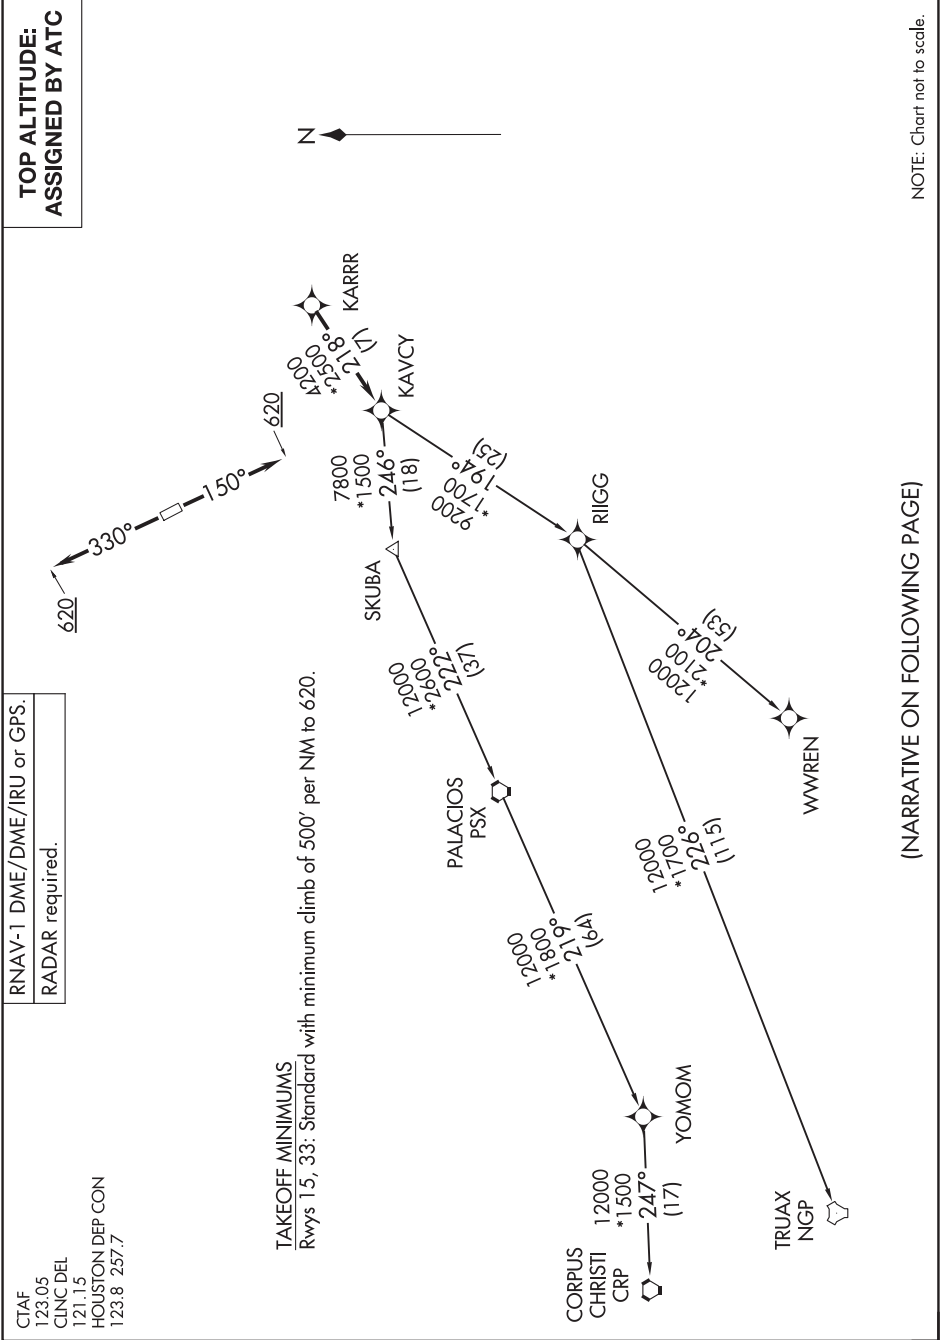 CTAF
123.05
CLNC DEL
121.15
HOUSTON DEP CON
123.8 257.7
RNAV-1 DME/DME/IRU or GPS.
RADAR required.
TOP ALTITUDE:
ASSIGNED BY ATC
620
330°
150°
620
N
TAKEOFF MINIMUMS
Rwys 15, 33: Standard with minimum climb of 500' per NM to 620.
KARRR
4200
*2500
218°
(7)
KAVCY
7800
*1500
246°
(18)
SKUBA
9200
*1700
194°
(25)
RIIGG
12000
*2600
222°
(37)
PALACIOS
PSX
12000
*2100
204°
(53)
WWREN
12000
*1800
219°
(64)
YOMOM
12000
*1700
226°
(115)
12000
*1500
247°
(17)
CORPUS
CHRISTI
CRP
TRUAX
NGP
(NARRATIVE ON FOLLOWING PAGE)
NOTE: Chart not to scale.